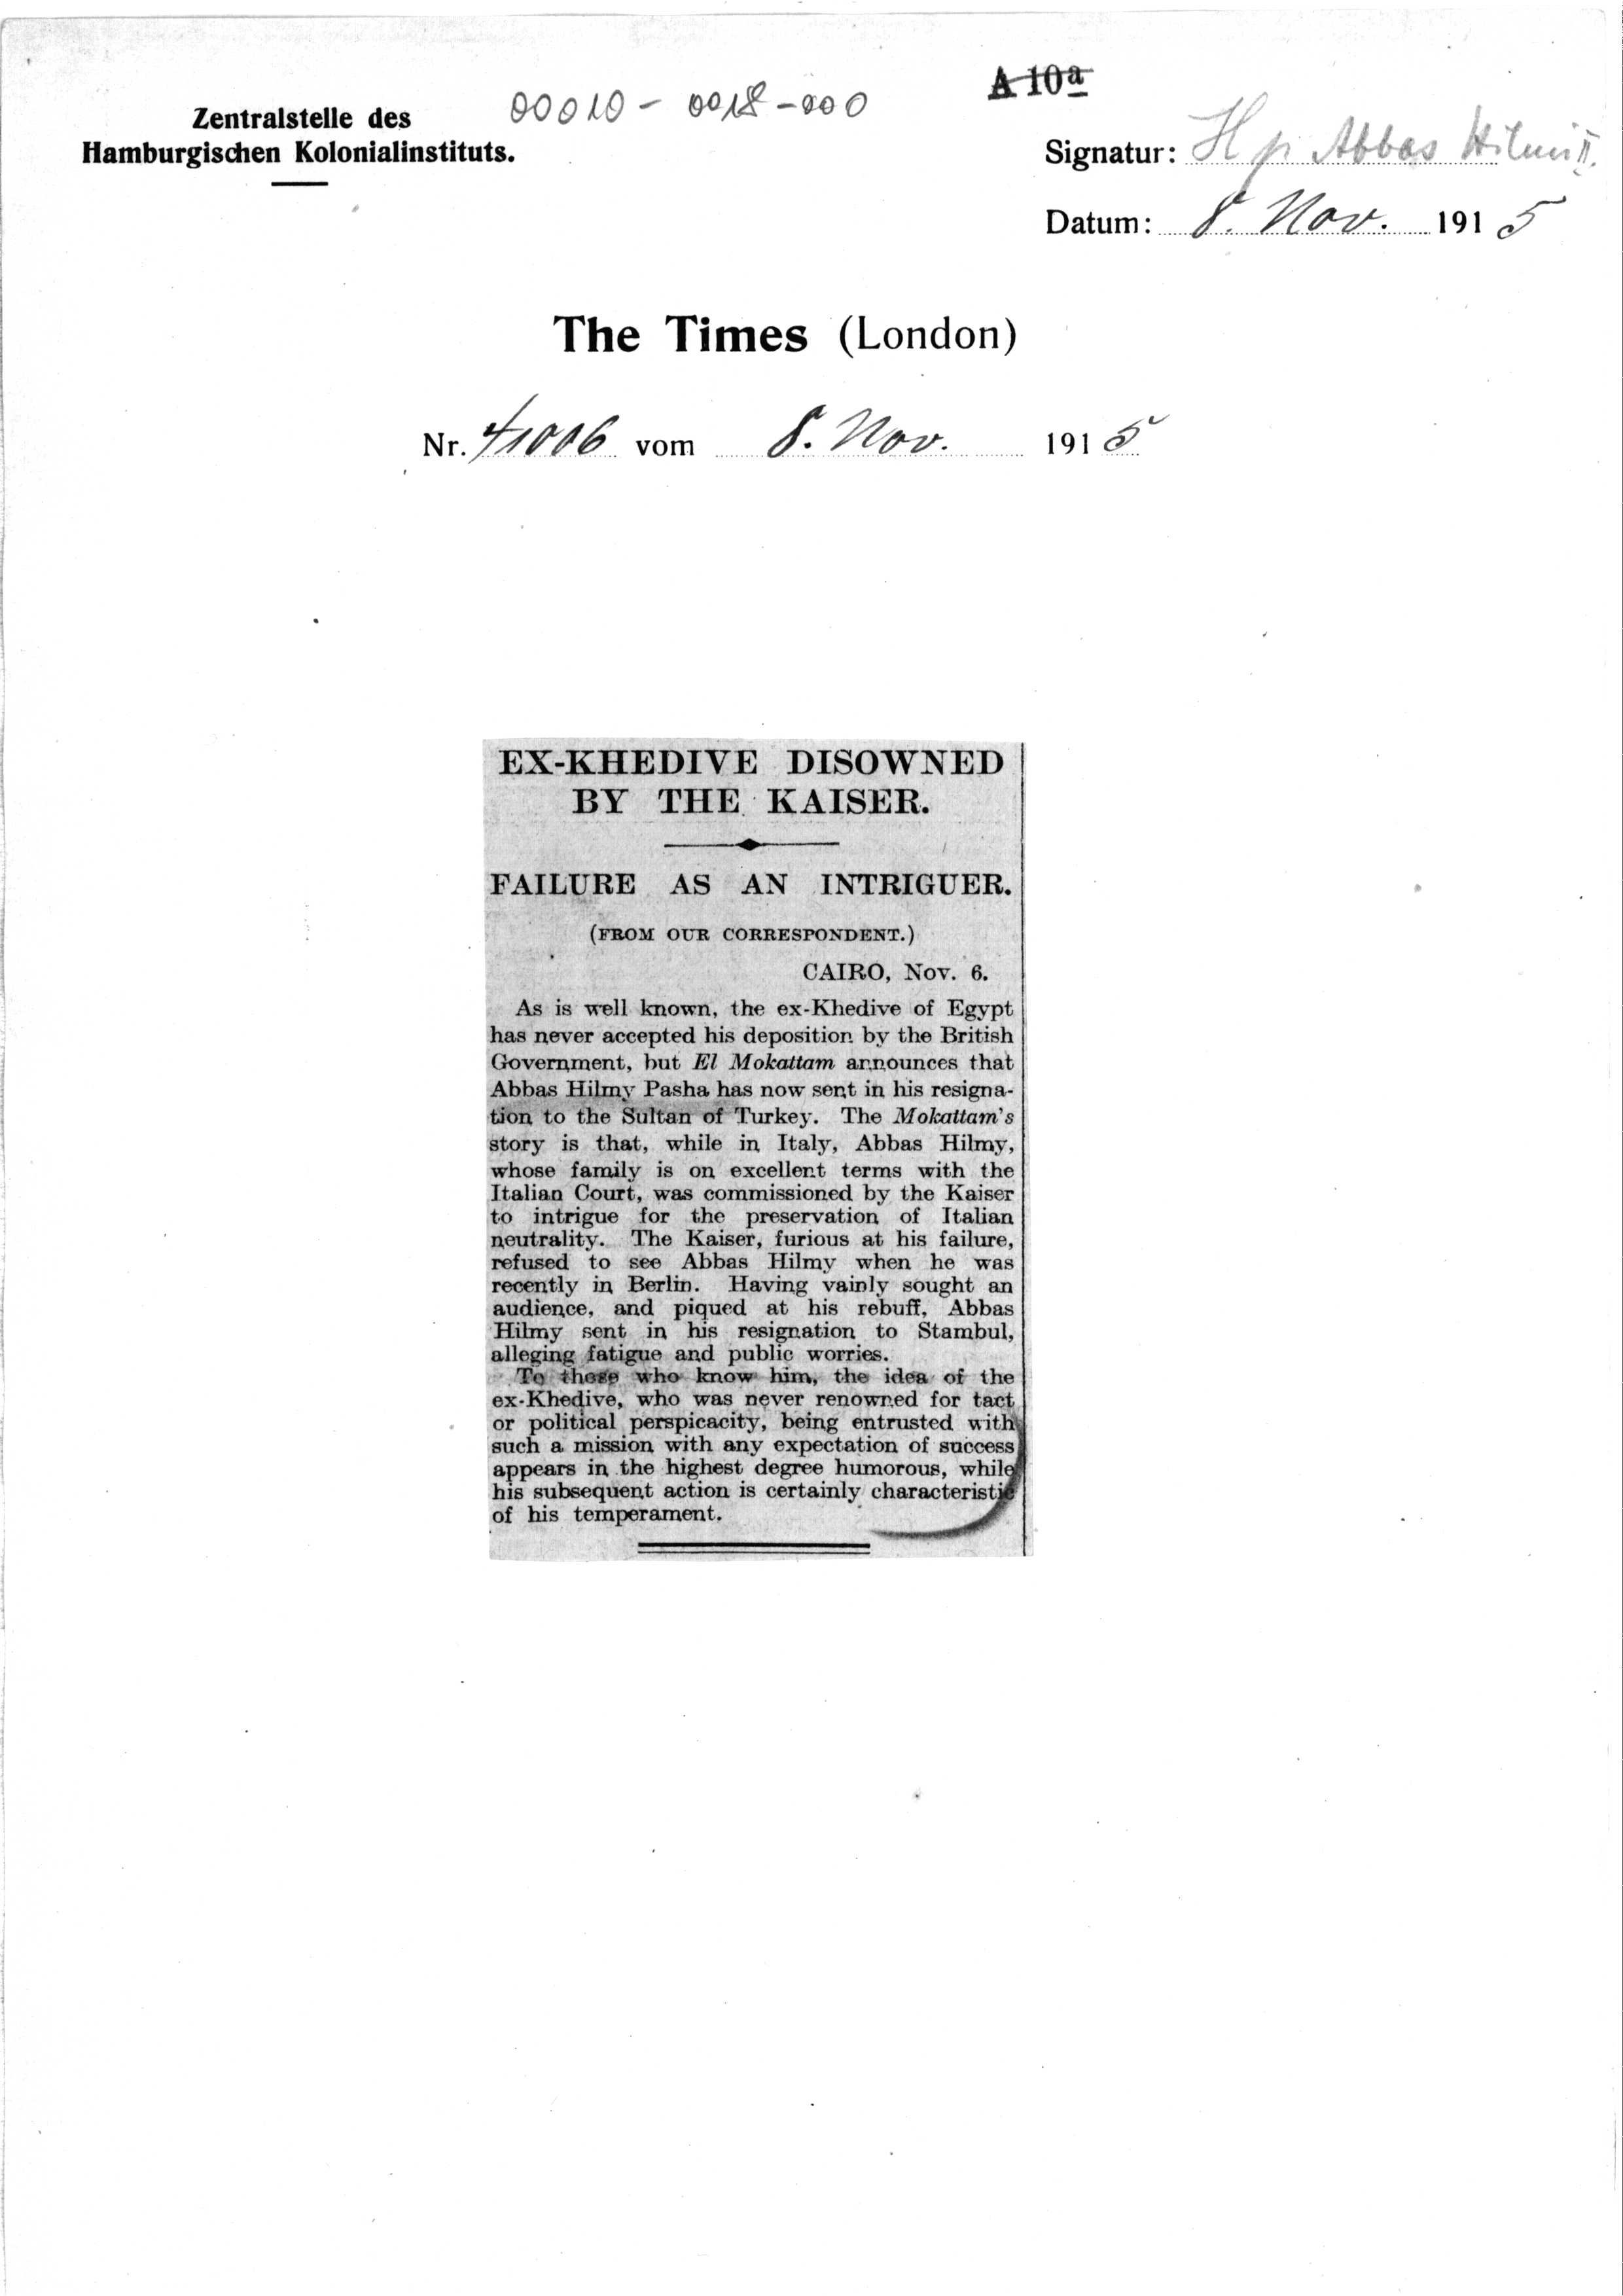 A 10a
00010-0018-000
Zentralstelle des
Hamburgischen Kolonialinstituts.
Signatur: H p Abbas Hilmi II.
Datum: 8. Nov. 1915
The Times (London)
Nr. 41006 vom 8. Nov. 1915
EX-KHEDIVE DISOWNED
BY THE KAISER.
FAILURE AS AN INTRIGUER.
(FROM OUR CORRESPONDENT.)
CAIRO, Nov. 6.
As is well known, the ex-Khedive of Egypt
has never accepted his deposition by the British
Government, but El Mokattam announces that
Abbas Hilmy Pasha has now sent in his resigna-
tion to the Sultan of Turkey. The Mokattam's
story is that, while in Italy, Abbas Hilmy,
whose family is on excellent terms with the
Italian Court, was commissioned by the Kaiser
to intrigue for the preservation of Italian
neutrality. The Kaiser, furious at his failure,
refused to see Abbas Hilmy when he was
recently in Berlin. Having vainly sought an
audience, and piqued at his rebuff, Abbas
Hilmy sent in his resignation to Stambul,
alleging fatigue and public worries.
To those who know him, the idea of the
ex-Khedive, who was never renowned for tact
or political perspicacity, being entrusted with
such a mission with any expectation of success
appears in the highest degree humorous, while
his subsequent action is certainly characteristic
of his temperament.